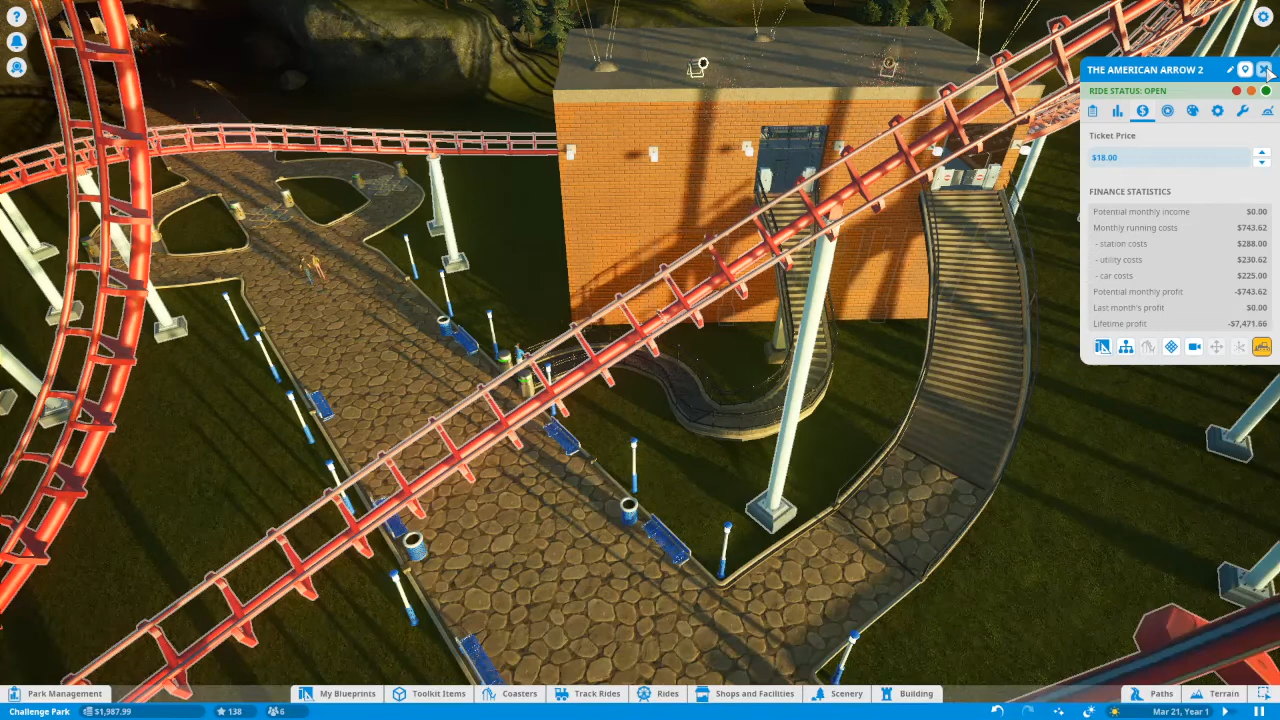 THE AMERICAN ARROW 2
RIDE STATUS: OPEN
Ticket Price
$18.00
FINANCE STATISTICS
Potential monthly income $0.00
Monthly running costs $743.62
- station costs $288.00
- utility costs $230.62
- car costs $225.00
Potential monthly profit -$743.62
Last month's profit $0.00
Lifetime profit -$7,471.66
Park Management
My Blueprints
Toolkit Items
Coasters
Track Rides
Rides
Shops and Facilities
Scenery
Building
Paths
Terrain
Challenge Park
$1,987.99
138
6
Mar 21, Year 1